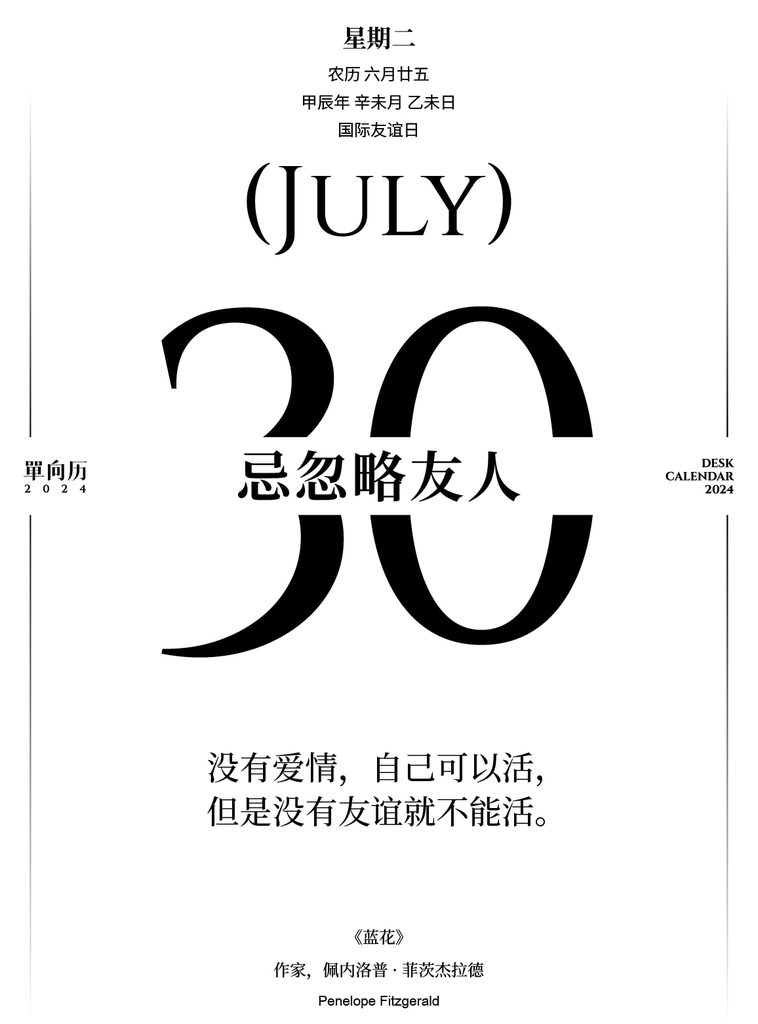 星期二
农历 六月廿五
甲辰年 辛未月 乙未日
国际友谊日
(JULY)
30
單向历
2024
忌忽略友人
DESK
CALENDAR
2024
没有爱情，自己可以活，
但是没有友谊就不能活。
《蓝花》
作家，佩内洛普 · 菲茨杰拉德
Penelope Fitzgerald